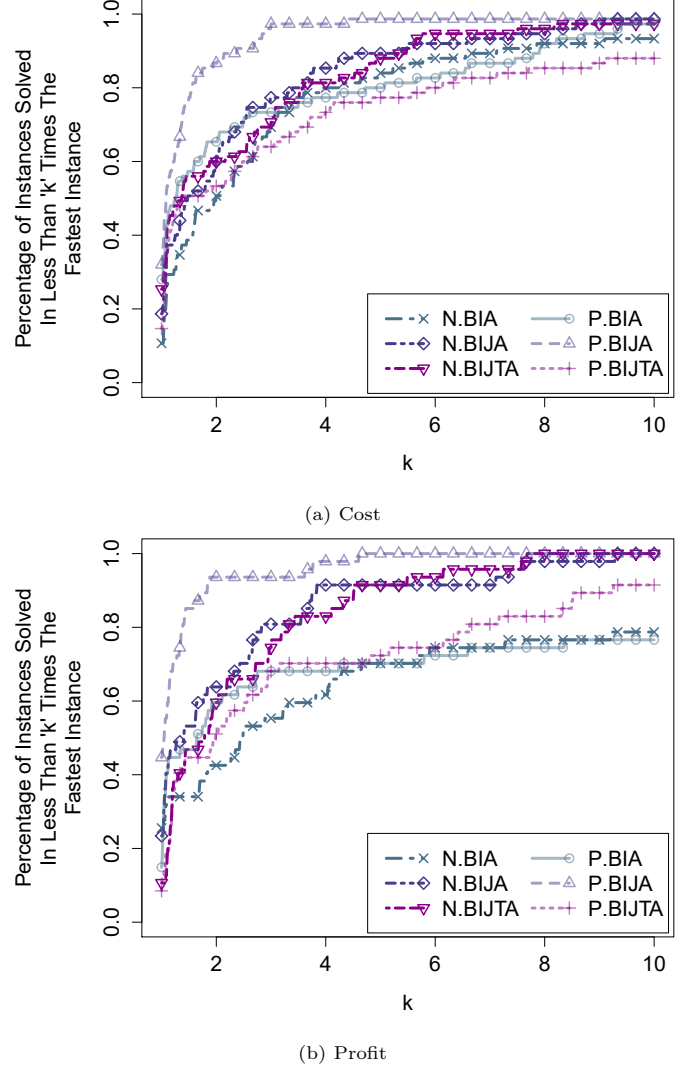 Percentage of Instances Solved
In Less Than 'k' Times The
Fastest Instance
1.0
0.8
0.6
0.4
0.2
0.0
N.BIA
P.BIA
N.BIJA
P.BIJA
N.BIJTA
P.BIJTA
2
4
6
8
10
k
(a) Cost
Percentage of Instances Solved
In Less Than 'k' Times The
Fastest Instance
1.0
0.8
0.6
0.4
0.2
0.0
N.BIA
P.BIA
N.BIJA
P.BIJA
N.BIJTA
P.BIJTA
2
4
6
8
10
k
(b) Profit